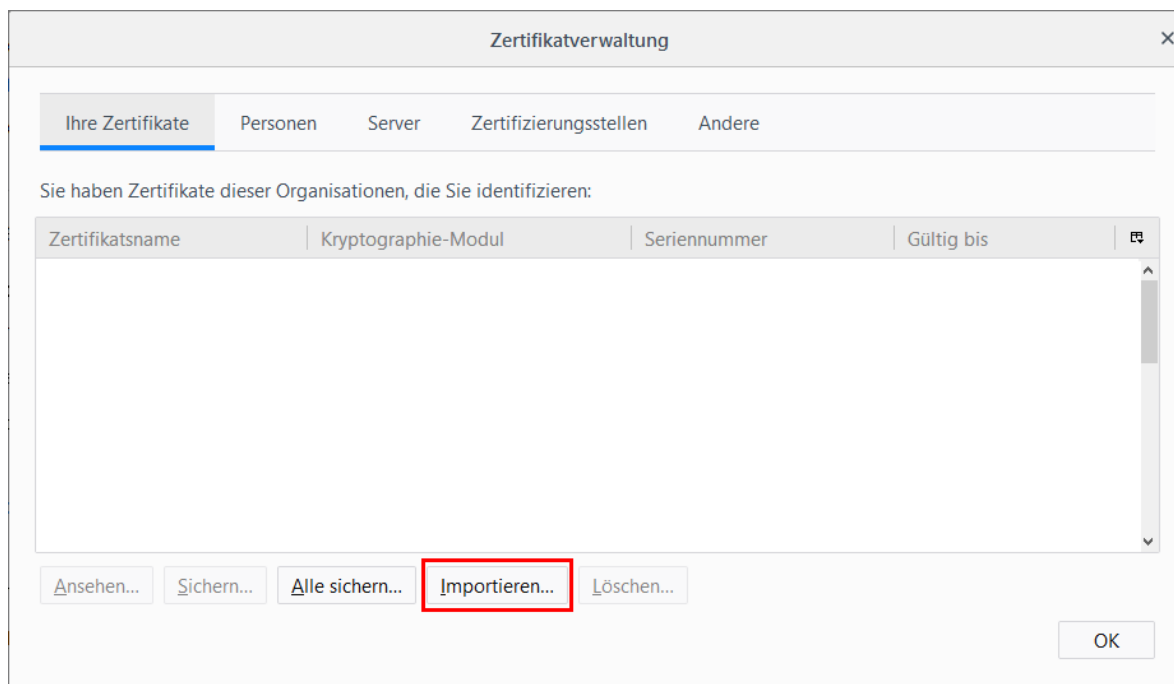 Zertifikatverwaltung
Ihre Zertifikate Personen Server Zertifizierungsstellen Andere
Sie haben Zertifikate dieser Organisationen, die Sie identifizieren:
Zertifikatsname Kryptographie-Modul Seriennummer Gültig bis
Ansehen... Sichern... Alle sichern... Importieren... Löschen...
OK